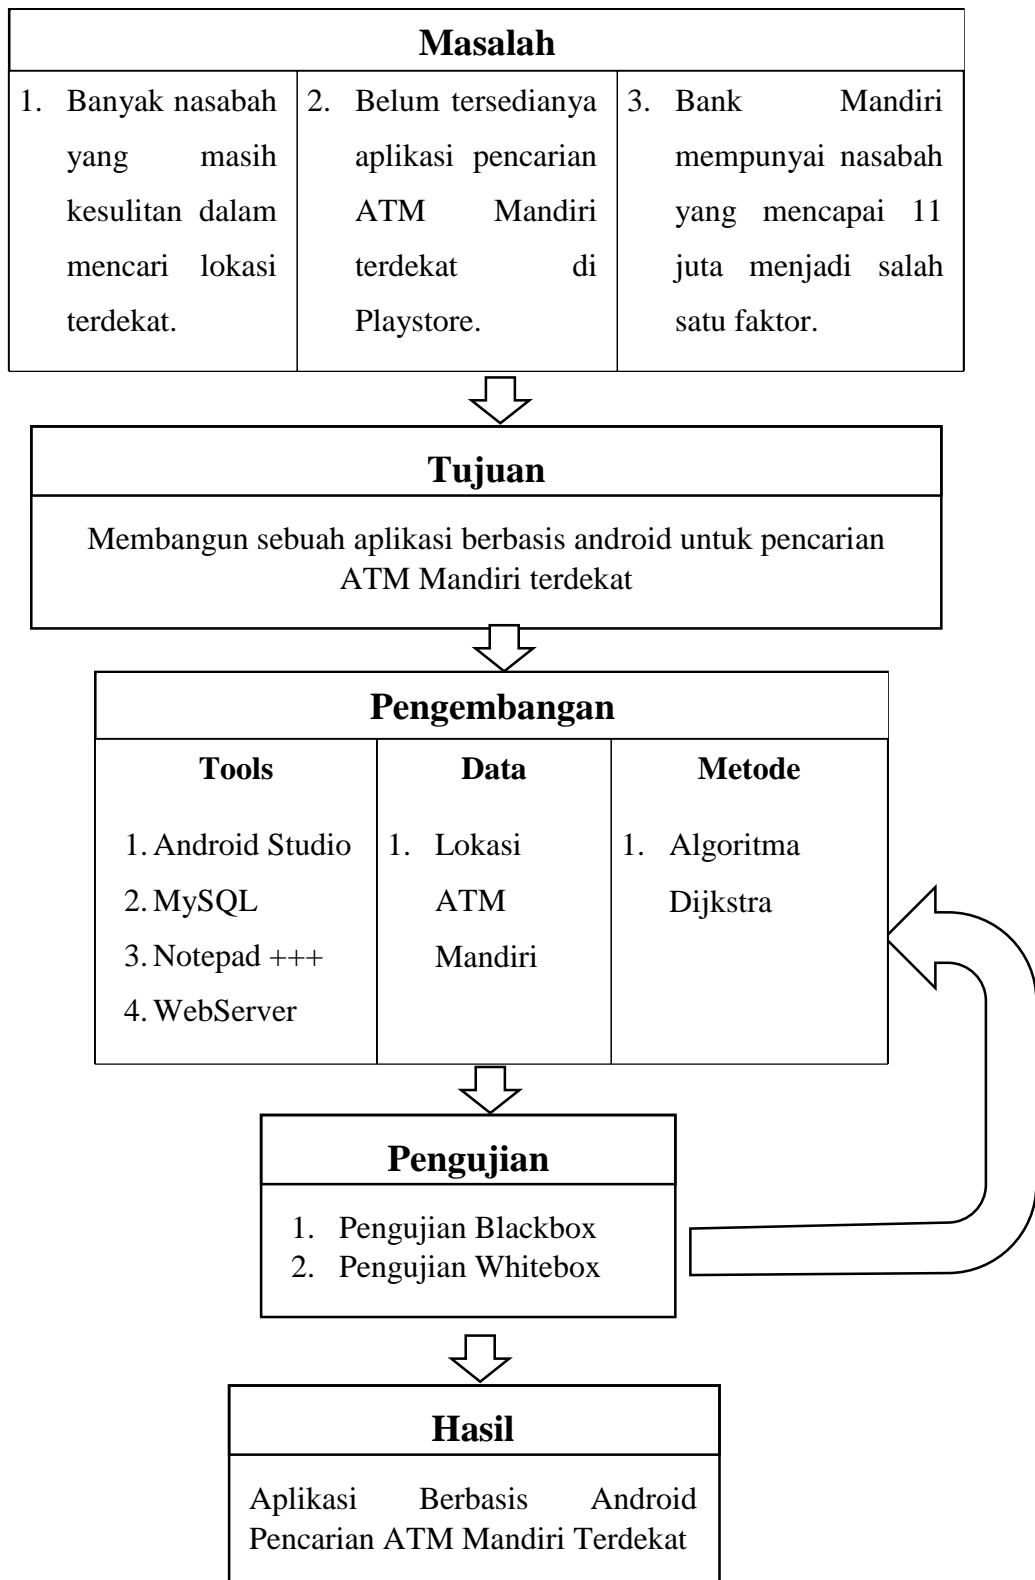 Masalah
1. Banyak nasabah
yang masih
kesulitan dalam
mencari lokasi
terdekat.
2. Belum tersedianya
aplikasi pencarian
ATM Mandiri
terdekat di
Playstore.
3. Bank Mandiri
mempunyai nasabah
yang mencapai 11
juta menjadi salah
satu faktor.
Tujuan
Membangun sebuah aplikasi berbasis android untuk pencarian
ATM Mandiri terdekat
Pengembangan
Tools
1. Android Studio
2. MySQL
3. Notepad +++
4. WebServer
Data
1. Lokasi
ATM
Mandiri
Metode
1. Algoritma
Dijkstra
Pengujian
1. Pengujian Blackbox
2. Pengujian Whitebox
Hasil
Aplikasi Berbasis Android
Pencarian ATM Mandiri Terdekat